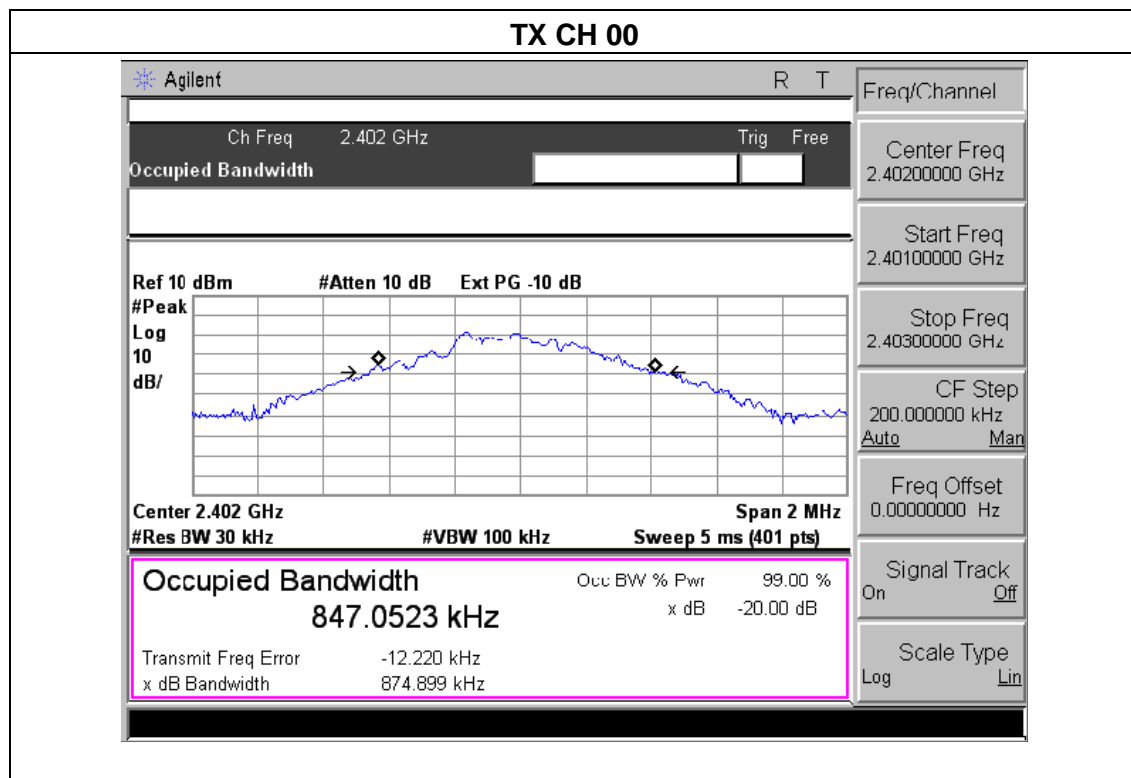 TX CH 00
Agilent
R T
Ch Freq 2.402 GHz Trig Free
Occupied Bandwidth
Ref 10 dBm #Atten 10 dB Ext PG -10 dB
#Peak
Log
10
dB/
Center 2.402 GHz Span 2 MHz
#Res BW 30 kHz #VBW 100 kHz Sweep 5 ms (401 pts)
Occupied Bandwidth
847.0523 kHz
Occ BW % Pwr 99.00 %
x dB -20.00 dB
Transmit Freq Error -12.220 kHz
x dB Bandwidth 874.899 kHz
Freq/Channel
Center Freq
2.40200000 GHz
Start Freq
2.40100000 GHz
Stop Freq
2.40300000 GHz
CF Step
200.000000 kHz
Auto Man
Freq Offset
0.00000000 Hz
Signal Track
On Off
Scale Type
Log Lin